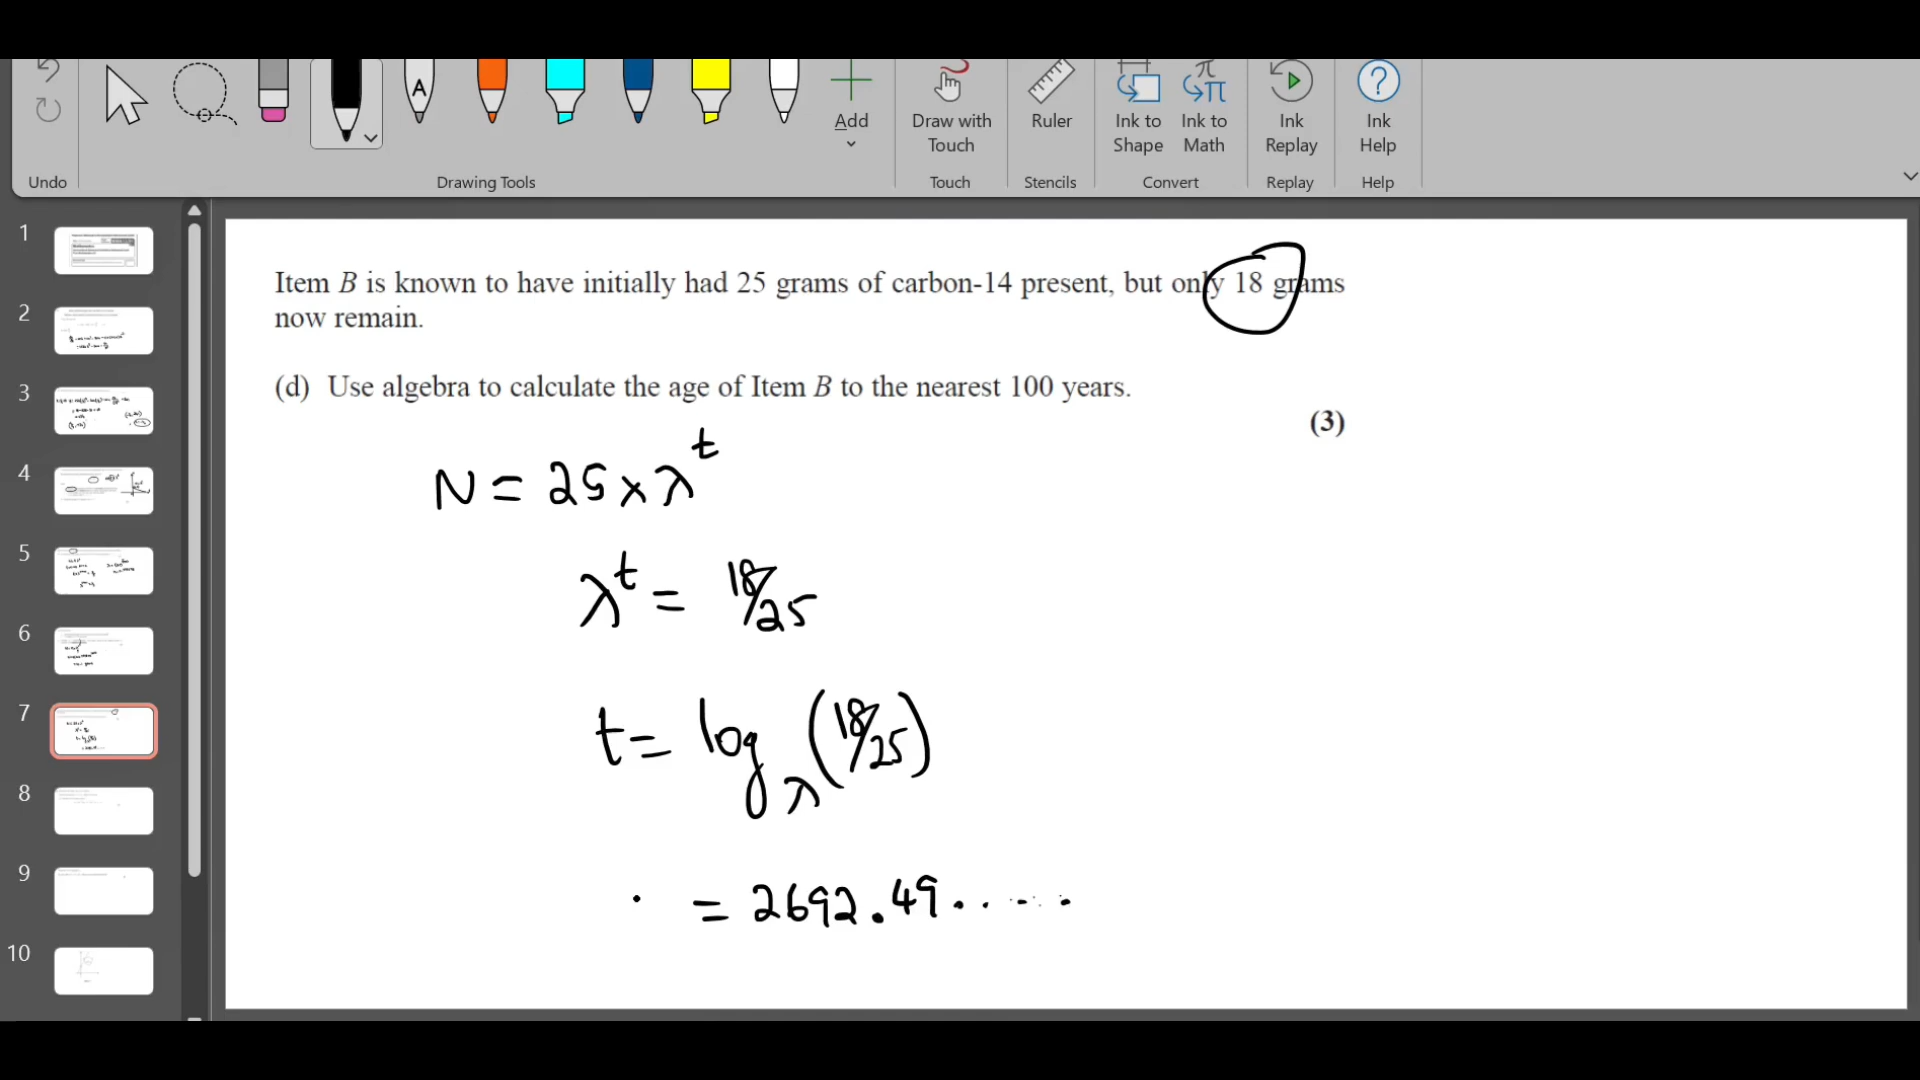 Add
Draw with
Touch
Ruler
Ink to
Shape
Ink to
Math
Ink
Replay
Ink
Help
Undo
Drawing Tools
Touch
Stencils
Convert
Replay
Help
1
2
3
4
5
6
7
8
9
10
Item B is known to have initially had 25 grams of carbon-14 present, but only 18 grams
now remain.
(d) Use algebra to calculate the age of Item B to the nearest 100 years.
(3)
N = 25 × λ^t
λ^t = 18/25
t = log_λ (18/25)
= 2692.49......